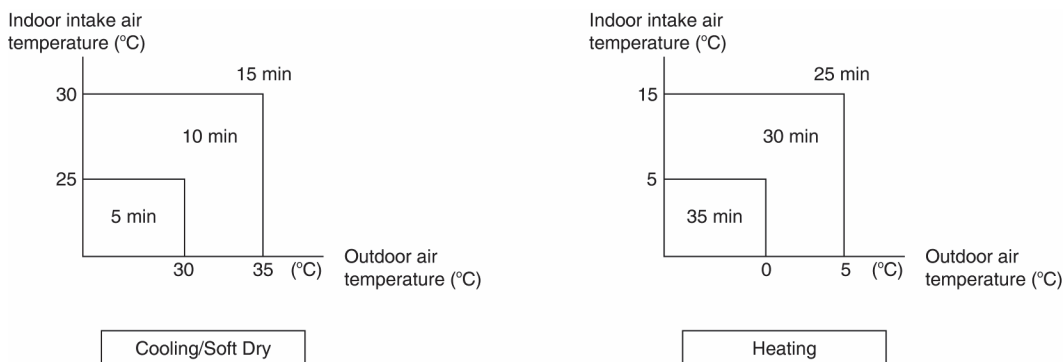 Indoor intake air
temperature (°C)
15 min
30
10 min
25
5 min
30
35
(°C)
Outdoor air
temperature (°C)
Cooling/Soft Dry
Indoor intake air
temperature (°C)
25 min
15
30 min
5
35 min
0
5
(°C)
Outdoor air
temperature (°C)
Heating